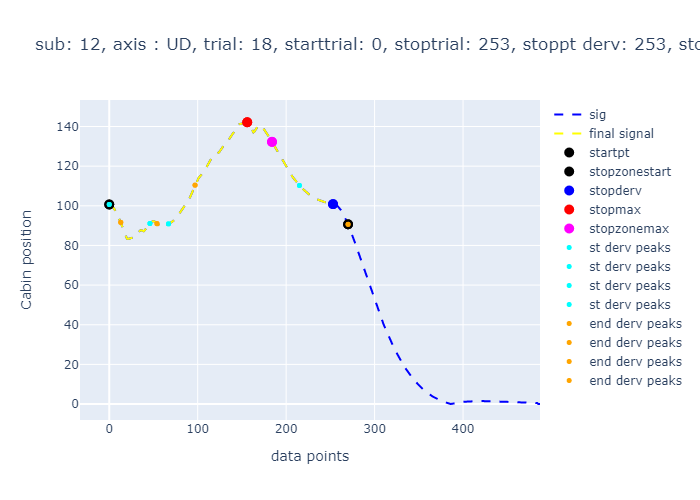 sub: 12, axis : UD, trial: 18, starttrial: 0, stoptrial: 253, stoppt derv: 253, sto
Cabin position
140
120
100
80
60
40
20
0
0 100 200 300 400
data points
sig
final signal
startpt
stopzonestart
stopderv
stopmax
stopzonemax
st derv peaks
st derv peaks
st derv peaks
st derv peaks
end derv peaks
end derv peaks
end derv peaks
end derv peaks